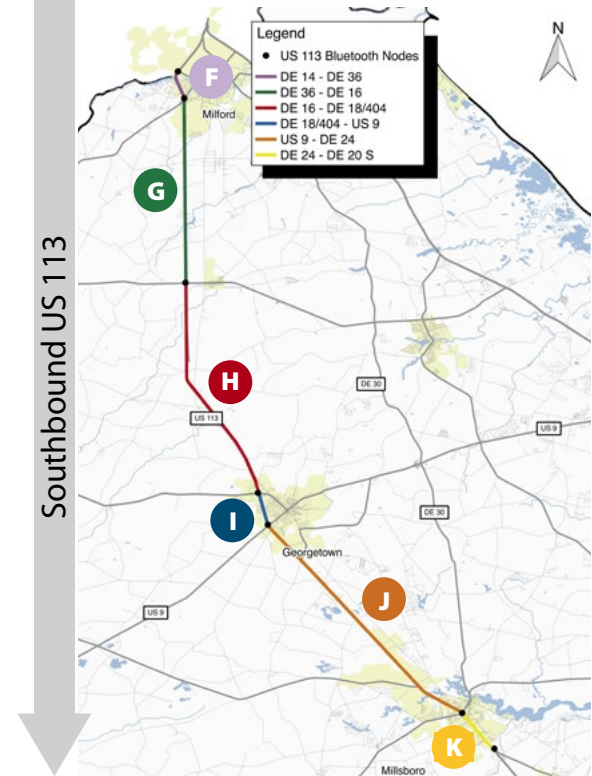 Legend
US 113 Bluetooth Nodes
DE 14 - DE 36
DE 36 - DE 16
DE 16 - DE 18/404
DE 18/404 - US 9
US 9 - DE 24
DE 24 - DE 20 S
N
F
Milford
G
Southbound US 113
H
DE 30
US 113
US 9
I
DE 30
Georgetown
J
US 9
K
Millsboro